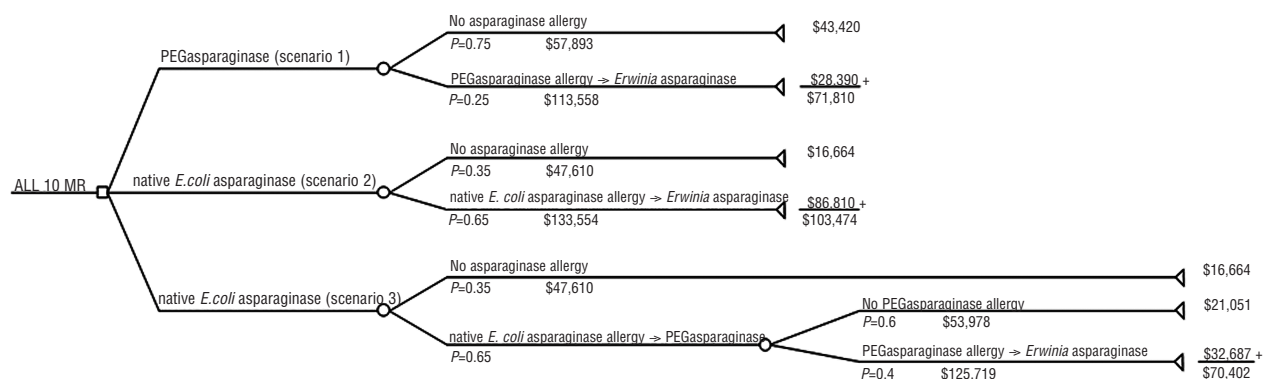 No asparaginase allergy
P=0.75 $57,893
$43,420
PEGasparaginase (scenario 1)
PEGasparaginase allergy -> Erwinia asparaginase
P=0.25 $113,558
$28,390 +
$71,810
No asparaginase allergy
P=0.35 $47,610
$16,664
ALL 10 MR
native E.coli asparaginase (scenario 2)
native E. coli asparaginase allergy -> Erwinia asparaginase
P=0.65 $133,554
$86,810 +
$103,474
No asparaginase allergy
P=0.35 $47,610
$16,664
native E.coli asparaginase (scenario 3)
native E. coli asparaginase allergy -> PEGasparaginase
P=0.65
No PEGasparaginase allergy
P=0.6 $53,978
$21,051
PEGasparaginase allergy -> Erwinia asparaginase
P=0.4 $125.719
$32,687 +
$70,402